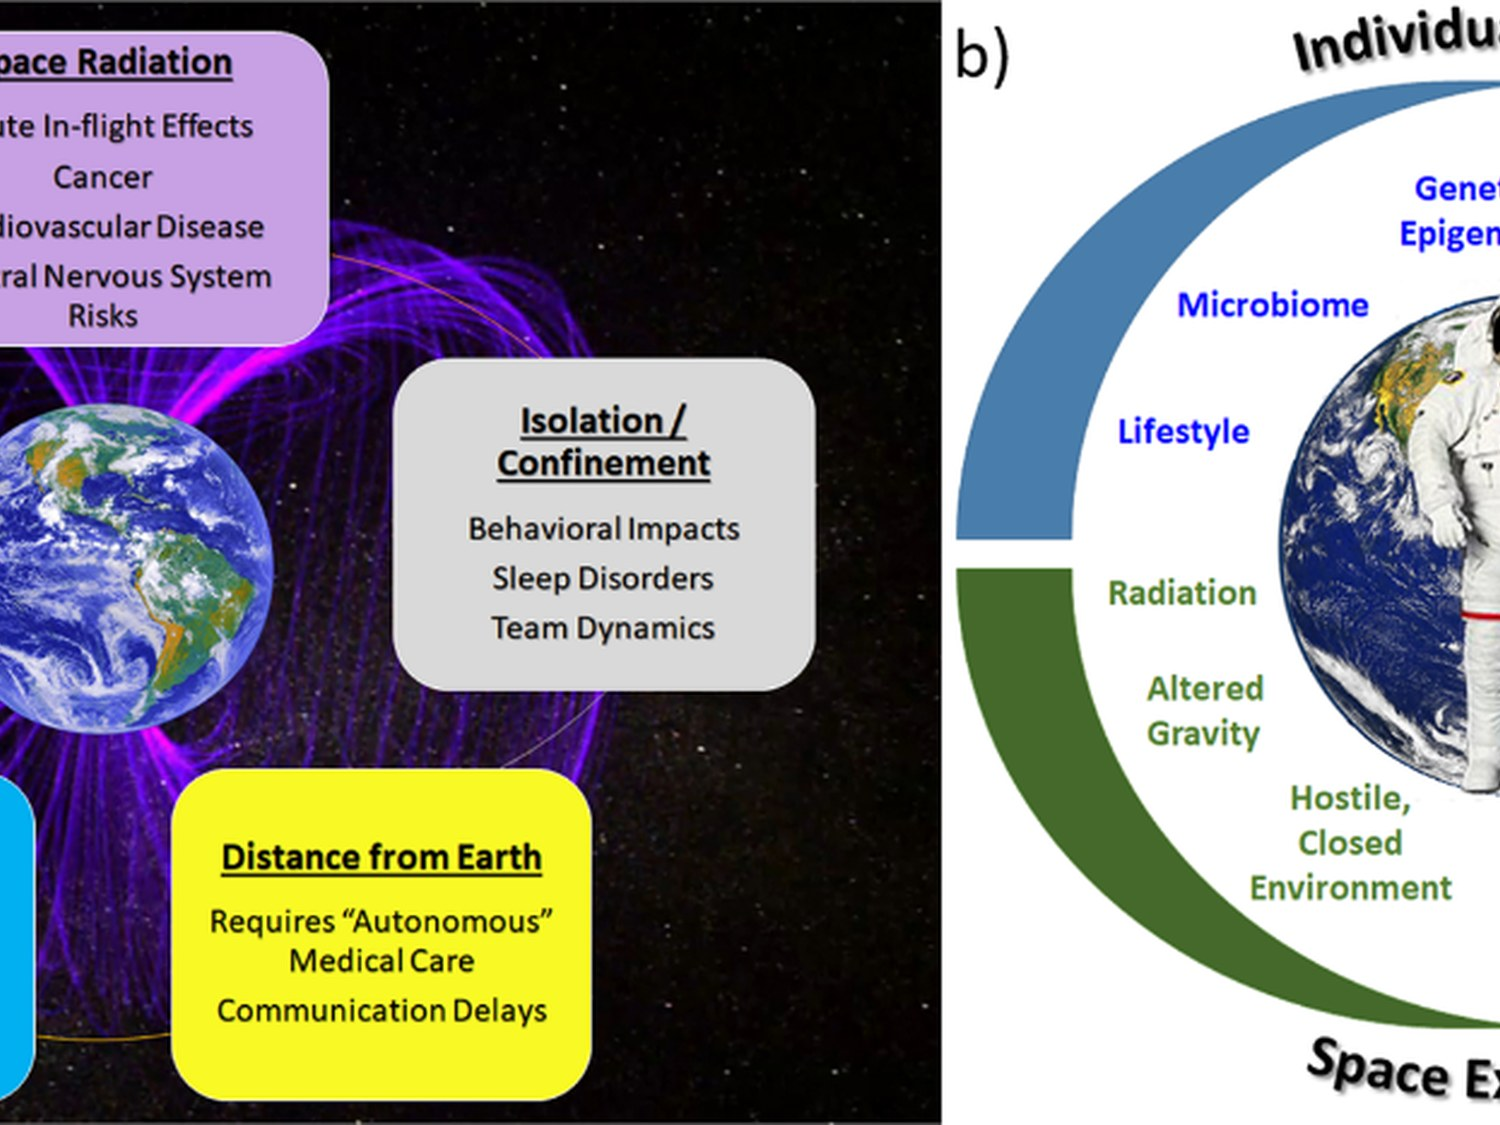 pace Radiation
ute In-flight Effects
Cancer
diovascular Disease
ral Nervous System
Risks
Isolation /
Confinement
Behavioral Impacts
Sleep Disorders
Team Dynamics
Distance from Earth
Requires “Autonomous”
Medical Care
Communication Delays
b)
Individu
Genet
Epigen
Microbiome
Lifestyle
Radiation
Altered
Gravity
Hostile,
Closed
Environment
Space Ex